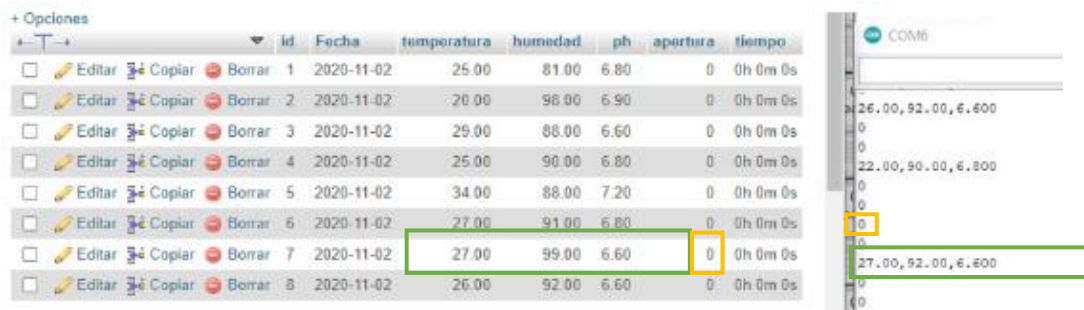 + Opciones
id Fecha temperatura humedad ph apertura tiempo
Editar Copiar Borrar 1 2020-11-02 25.00 81.00 6.80 0 0h 0m 0s
Editar Copiar Borrar 2 2020-11-02 20.00 98.00 6.90 0 0h 0m 0s
Editar Copiar Borrar 3 2020-11-02 29.00 88.00 6.60 0 0h 0m 0s
Editar Copiar Borrar 4 2020-11-02 25.00 90.00 6.80 0 0h 0m 0s
Editar Copiar Borrar 5 2020-11-02 34.00 88.00 7.20 0 0h 0m 0s
Editar Copiar Borrar 6 2020-11-02 27.00 91.00 6.80 0 0h 0m 0s
Editar Copiar Borrar 7 2020-11-02 27.00 99.00 6.60 0 0h 0m 0s
Editar Copiar Borrar 8 2020-11-02 26.00 92.00 6.60 0 0h 0m 0s
COM6
26.00,92.00,6.600
0
0
22.00,90.00,6.800
0
0
0
0
27.00,92.00,6.600
0
0